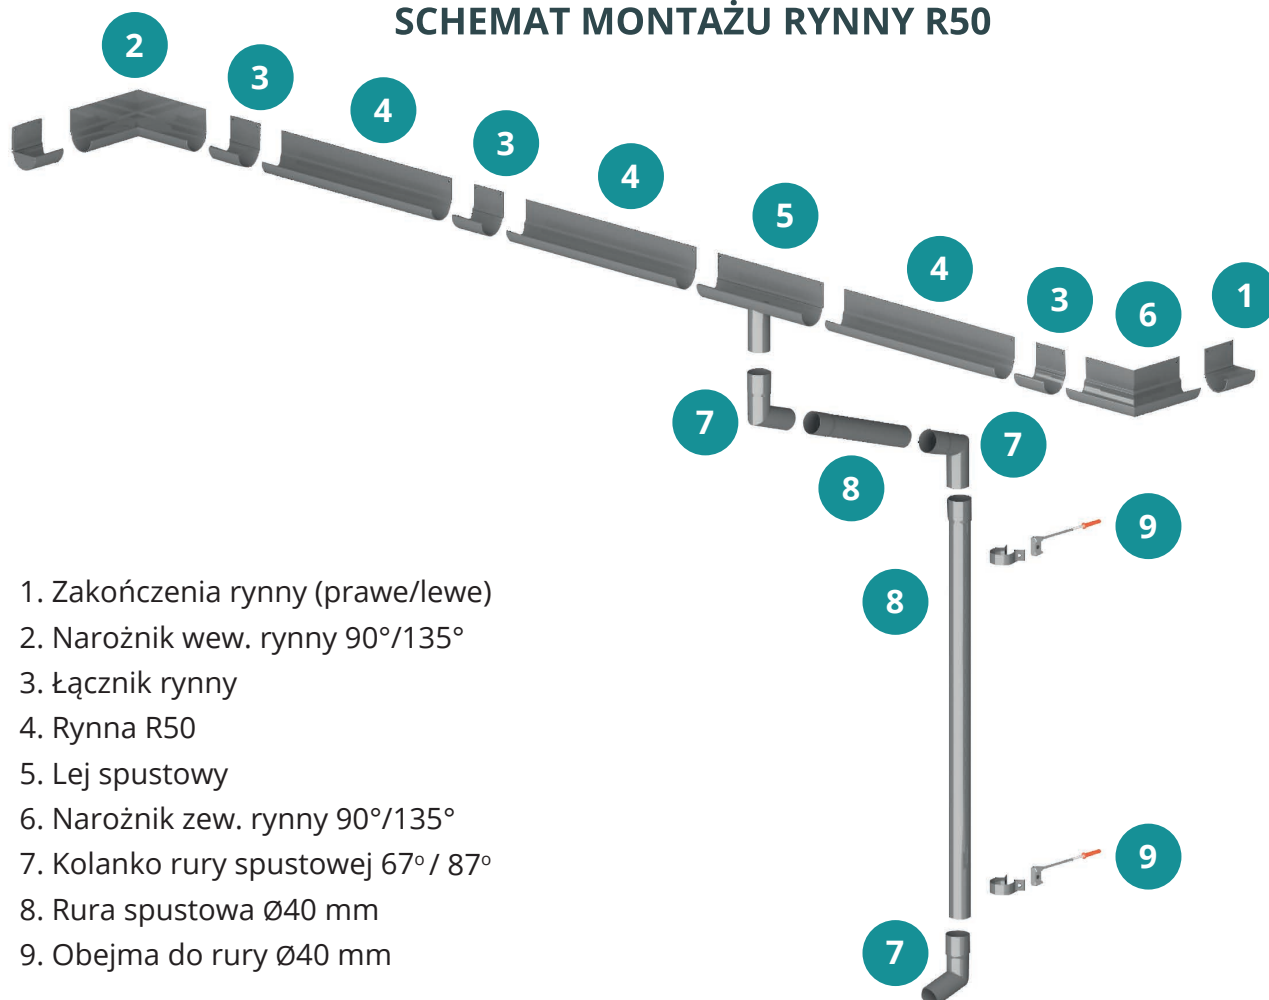 SCHEMAT MONTAŻU RYNNY R50
2
3
4
3
4
5
4
3
6
1
7
8
7
9
8
9
7
1. Zakończenia rynny (prawe/lewe)
2. Narożnik wew. rynny 90°/135°
3. Łącznik rynny
4. Rynna R50
5. Lej spustowy
6. Narożnik zew. rynny 90°/135°
7. Kolanko rury spustowej 67º / 87º
8. Rura spustowa Ø40 mm
9. Obejma do rury Ø40 mm